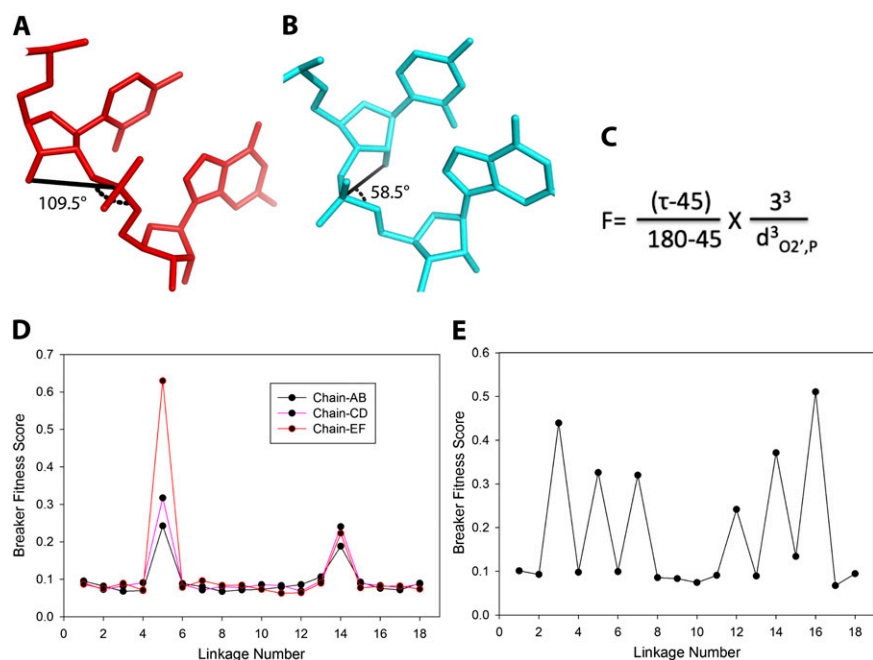 A
B
C
109.5°
58.5°
F= (τ-45) / 180-45 X 3³ / d³O2',P
D
0.7
0.6
0.5
0.4
0.3
0.2
0.1
0.0
Breaker Fitness Score
Chain-AB
Chain-CD
Chain-EF
0 2 4 6 8 10 12 14 16 18
Linkage Number
E
0.6
0.5
0.4
0.3
0.2
0.1
0.0
Breaker Fitness Score
0 2 4 6 8 10 12 14 16 18
Linkage Number